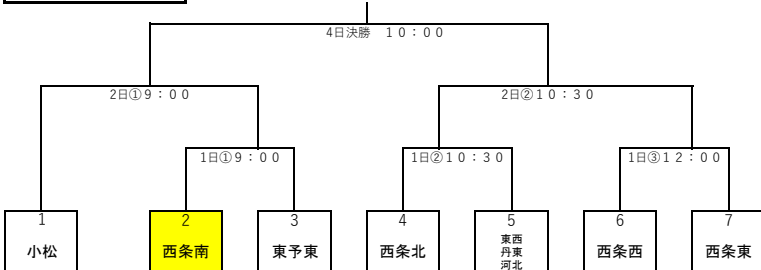 4日決勝 10：00
2日①9：00
2日②10：30
1日①9：00
1日②10：30
1日③12：00
1
2
3
4
5
6
7
小松
西条南
東予東
西条北
東西
丹東
河北
西条西
西条東